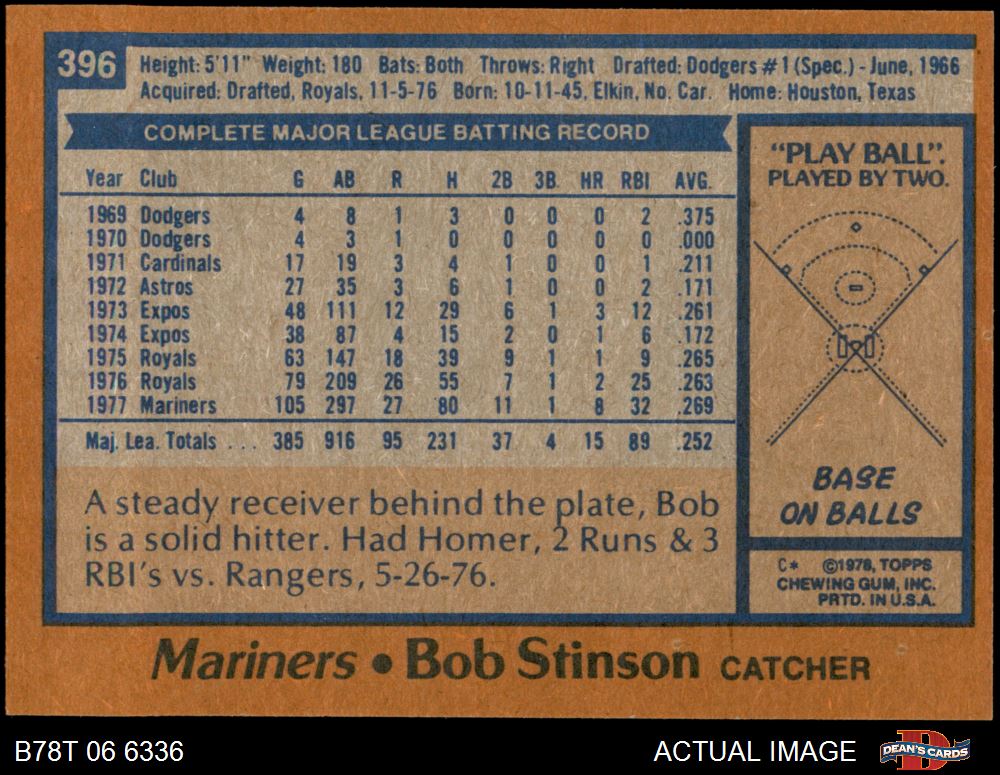 396
Height: 5'11" Weight: 180 Bats: Both Throws: Right Drafted: Dodgers #1 (Spec.) - June, 1966
Acquired: Drafted, Royals, 11-5-76 Born: 10-11-45, Elkin, No. Car. Home: Houston, Texas
COMPLETE MAJOR LEAGUE BATTING RECORD
Year Club G AB R H 2B 3B. HR RBI AVG.
1969 Dodgers 4 8 1 3 0 0 0 2 .375
1970 Dodgers 4 3 1 0 0 0 0 0 .000
1971 Cardinals 17 19 3 4 1 0 0 1 .211
1972 Astros 27 35 3 6 1 0 0 2 .171
1973 Expos 48 111 12 29 6 1 3 12 .261
1974 Expos 38 87 4 15 2 0 1 6 .172
1975 Royals 63 147 18 39 9 1 1 9 .265
1976 Royals 79 209 26 55 7 1 2 25 .263
1977 Mariners 105 297 27 80 11 1 8 32 .269
Maj. Lea. Totals . . . 385 916 95 231 37 4 15 89 .252
A steady receiver behind the plate, Bob
is a solid hitter. Had Homer, 2 Runs & 3
RBI's vs. Rangers, 5-26-76.
"PLAY BALL".
PLAYED BY TWO.
BASE
ON BALLS
C* ©1978, TOPPS
CHEWING GUM, INC.
PRTD. IN U.S.A.
Mariners • Bob Stinson CATCHER
B78T 06 6336
ACTUAL IMAGE
D
DEAN'S CARDS